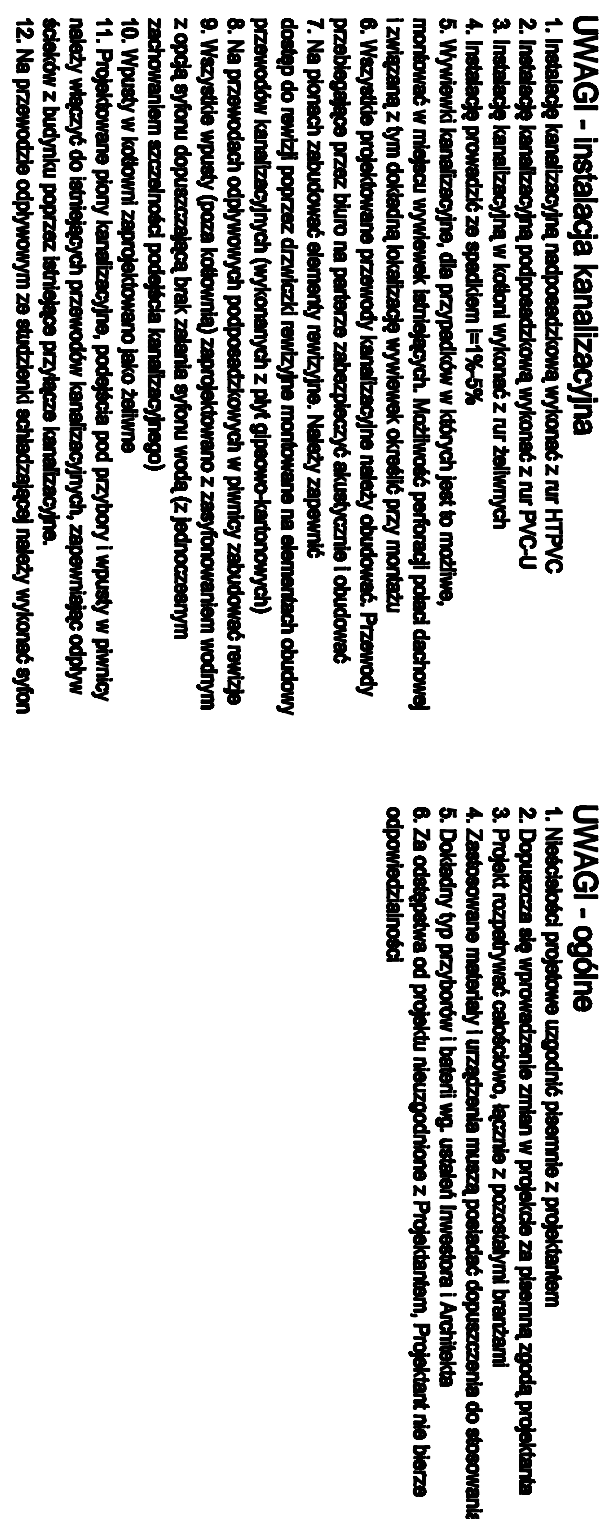 UWAGI - instalacja kanalizacyjna
1. Instalację kanalizacyjną nadposadzkową wykonać z rur HTPVC
2. Instalację kanalizacyjną podposadzkową wykonać z rur PVC-U
3. Instalację kanalizacyjną w kotłoni wykonać z rur żeliwnych
4. Instalację prowadzić ze spadkiem i=1%-5%
5. Wywiewki kanalizacyjne, dla przypadków w których jest to możliwe,
montować w miejscu wywiewek istniejących. Możliwość perforacji połaci dachowej
i związaną z tym dokładną lokalizację wywiewek określić przy montażu
6. Wszystkie projektowane przewody kanalizacyjne należy obudować. Przewody
przebiegające przez biuro na parterze zabezpieczyć akustycznie i obudować
7. Na pionach zabudować elementy rewizyjne. Należy zapewnić
dostęp do rewizji poprzez drzwiczki rewizyjne montowane na elementach obudowy
przewodów kanalizacyjnych (wykonanych z płyt gipsowo-kartonowych)
8. Na przewodach odpływowych podposadzkowych w piwnicy zabudować rewizje
9. Wszystkie wpusty (poza kotłownią) zaprojektowano z zasyfonowaniem wodnym
z opcją syfonu dopuszczającą brak zalania syfonu wodą (z jednoczesnym
zachowaniem szczelności podejścia kanalizacyjnego)
10. Wpusty w kotłowni zaprojektowano jako żeliwne
11. Projektowane piony kanalizacyjne, podejścia pod przybory i wpusty w piwnicy
należy włączyć do istniejących przewodów kanalizacyjnych, zapewniając odpływ
ścieków z budynku poprzez istniejące przyłącze kanalizacyjne.
12. Na przewodzie odpływowym ze studzienki schładzającej należy wykonać syfon
UWAGI - ogólne
1. Nieścisłości projetowe uzgodnić pisemnie z projektantem
2. Dopuszcza się wprowadzenie zmian w projekcie za pisemną zgodą projektanta
3. Projekt rozpatrywać całościowo, łącznie z pozostałymi branżami
4. Zastosowane materiały i urządzenia muszą posiadać dopuszczenia do stosowania
5. Dokładny typ przyborów i baterii wg. ustaleń Inwestora i Architekta
6. Za odstępstwa od projektu nieuzgodnione z Projektantem, Projektant nie bierze
odpowiedzialności